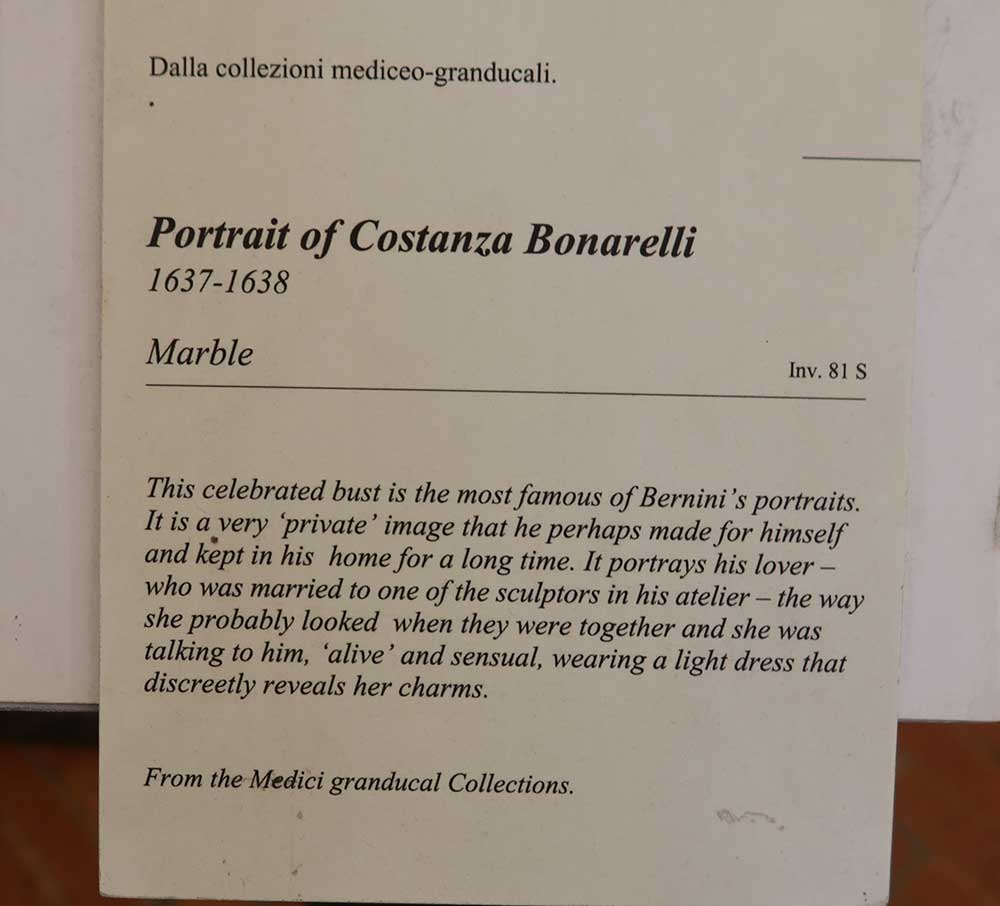 Dalla collezioni mediceo-granducali.
Portrait of Costanza Bonarelli
1637-1638
Marble
Inv. 81 S
This celebrated bust is the most famous of Bernini's portraits.
It is a very 'private' image that he perhaps made for himself
and kept in his home for a long time. It portrays his lover –
who was married to one of the sculptors in his atelier – the way
she probably looked when they were together and she was
talking to him, 'alive' and sensual, wearing a light dress that
discreetly reveals her charms.
From the Medici granducal Collections.